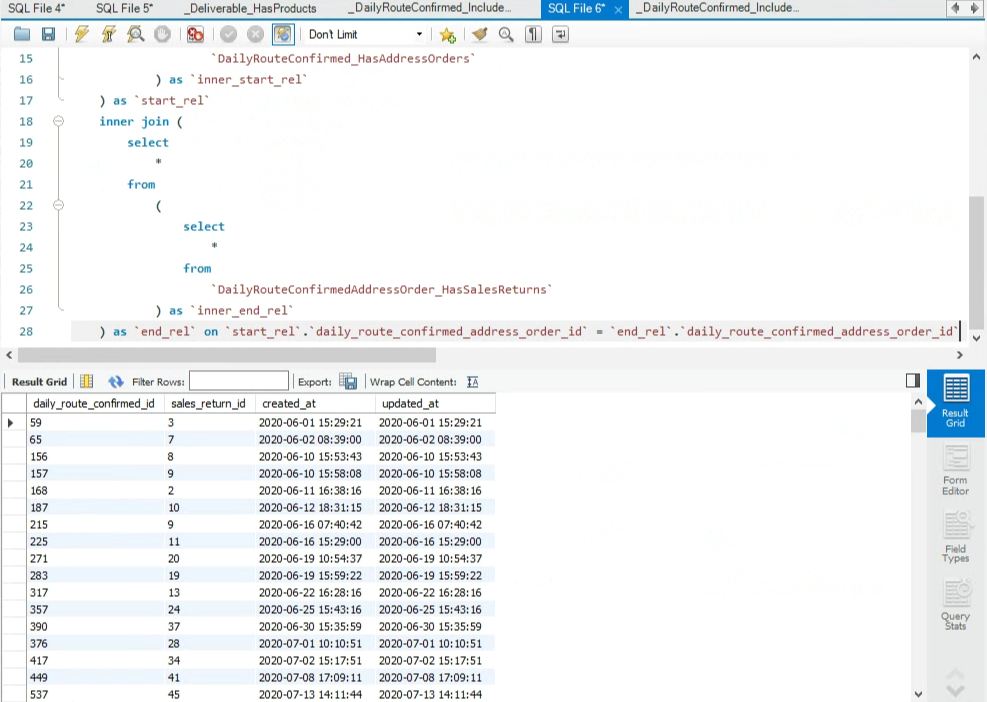 SQL File 4* SQL File 5* _Deliverable_HasProducts _DailyRouteConfirmed_Include... SQL File 6* × _DailyRouteConfirmed_Include...
Don't Limit
15 `DailyRouteConfirmed_HasAddressOrders`
16 ) as `inner_start_rel`
17 ) as `start_rel`
18 inner join (
19 select
20 *
21 from
22 (
23 select
24 *
25 from
26 `DailyRouteConfirmedAddressOrder_HasSalesReturns`
27 ) as `inner_end_rel`
28 ) as `end_rel` on `start_rel`.`daily_route_confirmed_address_order_id` = `end_rel`.`daily_route_confirmed_address_order_id`
Result Grid Filter Rows: Export: Wrap Cell Content: IA
daily_route_confirmed_id sales_return_id created_at updated_at
59 3 2020-06-01 15:29:21 2020-06-01 15:29:21
65 7 2020-06-02 08:39:00 2020-06-02 08:39:00
156 8 2020-06-10 15:53:43 2020-06-10 15:53:43
157 9 2020-06-10 15:58:08 2020-06-10 15:58:08
168 2 2020-06-11 16:38:16 2020-06-11 16:38:16
187 10 2020-06-12 18:31:15 2020-06-12 18:31:15
215 9 2020-06-16 07:40:42 2020-06-16 07:40:42
225 11 2020-06-16 15:29:00 2020-06-16 15:29:00
271 20 2020-06-19 10:54:37 2020-06-19 10:54:37
283 19 2020-06-19 15:59:22 2020-06-19 15:59:22
317 13 2020-06-22 16:28:16 2020-06-22 16:28:16
357 24 2020-06-25 15:43:16 2020-06-25 15:43:16
390 37 2020-06-30 15:35:59 2020-06-30 15:35:59
376 28 2020-07-01 10:10:51 2020-07-01 10:10:51
417 34 2020-07-02 15:17:51 2020-07-02 15:17:51
449 41 2020-07-08 17:09:11 2020-07-08 17:09:11
537 45 2020-07-13 14:11:44 2020-07-13 14:11:44
Result
Grid
Form
Editor
Field
Types
Query
Stats